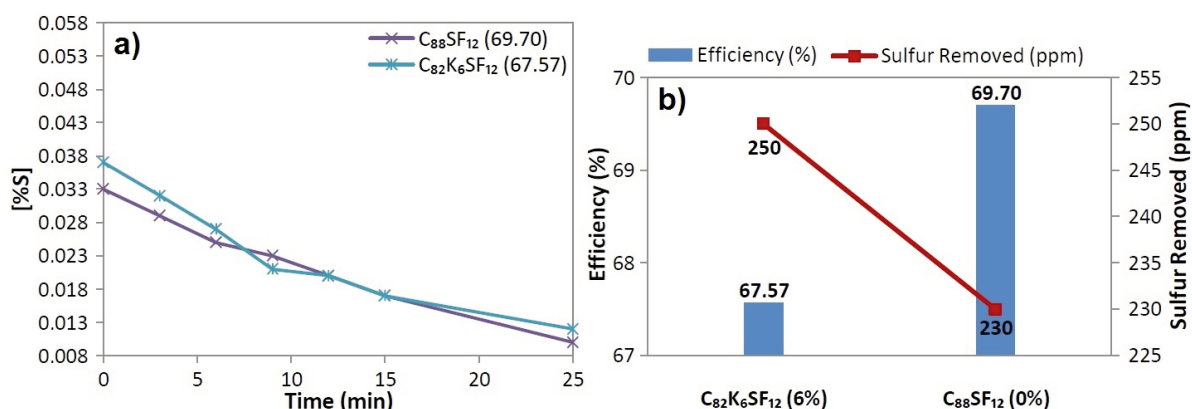 a)
C₈₈SF₁₂ (69.70)
C₈₂K₆SF₁₂ (67.57)
[%S]
0.058
0.053
0.048
0.043
0.038
0.033
0.028
0.023
0.018
0.013
0.008
0 5 10 15 20 25
Time (min)
b)
Efficiency (%) Sulfur Removed (ppm)
Efficiency (%)
70
69
68
67
67.57
69.70
250
230
255
250
245
240
235
230
225
Sulfur Removed (ppm)
C₈₂K₆SF₁₂ (6%) C₈₈SF₁₂ (0%)